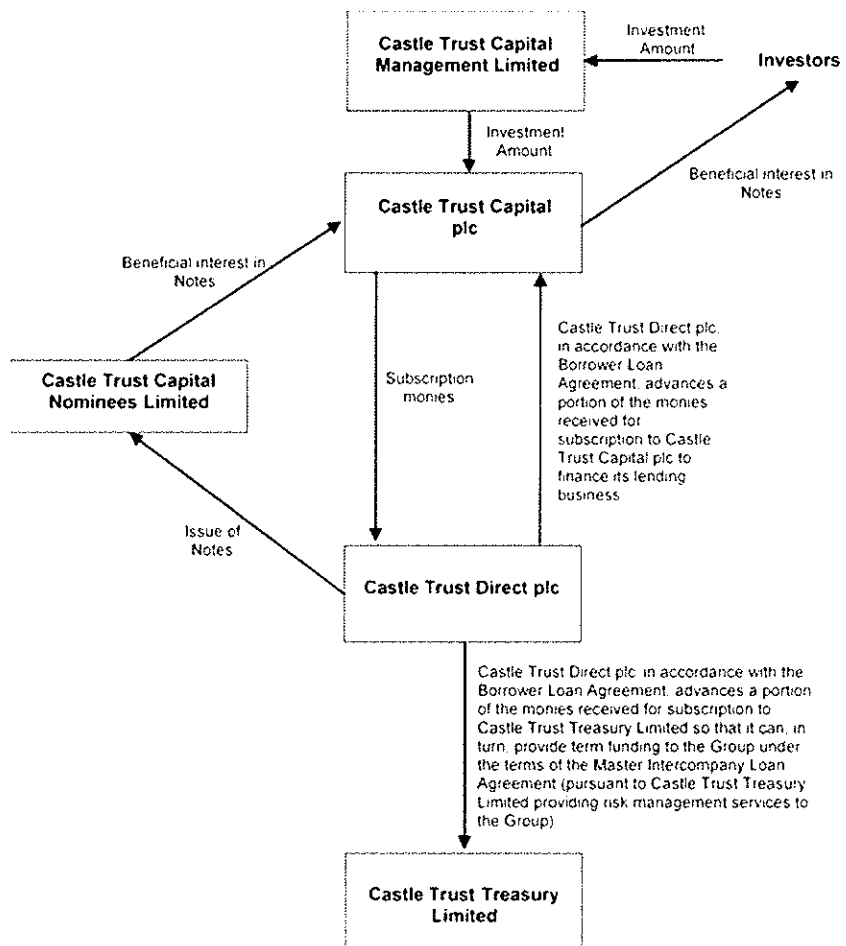 Castle Trust Capital
Management Limited
Investment
Amount
Investors
Investment
Amount
Castle Trust Capital
plc
Beneficial interest in
Notes
Beneficial interest in
Notes
Castle Trust Capital
Nominees Limited
Subscription
monies
Castle Trust Direct plc,
in accordance with the
Borrower Loan
Agreement, advances a
portion of the monies
received for
subscription to Castle
Trust Capital plc to
finance its lending
business
Issue of
Notes
Castle Trust Direct plc
Castle Trust Direct plc, in accordance with the
Borrower Loan Agreement, advances a portion
of the monies received for subscription to
Castle Trust Treasury Limited so that it can, in
turn, provide term funding to the Group under
the terms of the Master Intercompany Loan
Agreement (pursuant to Castle Trust Treasury
Limited providing risk management services to
the Group)
Castle Trust Treasury
Limited